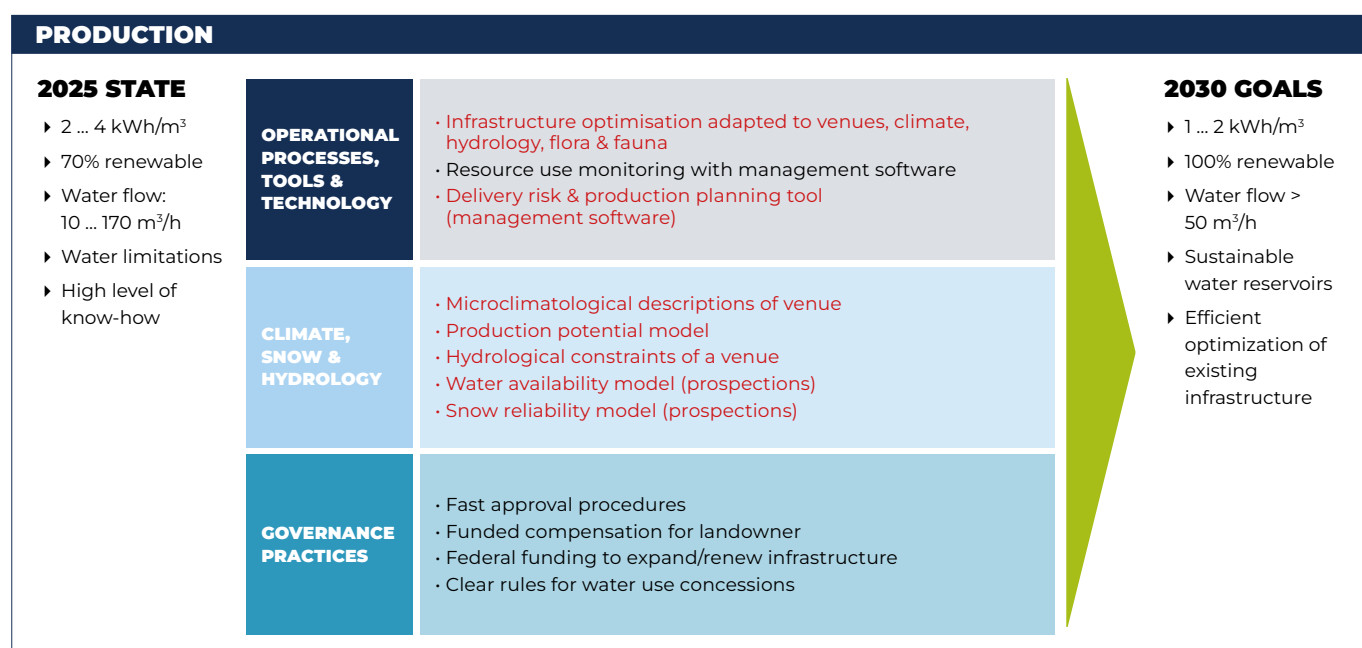 PRODUCTION
2025 STATE
2 ... 4 kWh/m³
70% renewable
Water flow:
10 ... 170 m³/h
Water limitations
High level of
know-how
OPERATIONAL
PROCESSES,
TOOLS &
TECHNOLOGY
· Infrastructure optimisation adapted to venues, climate,
hydrology, flora & fauna
· Resource use monitoring with management software
· Delivery risk & production planning tool
(management software)
CLIMATE,
SNOW &
HYDROLOGY
· Microclimatological descriptions of venue
· Production potential model
· Hydrological constraints of a venue
· Water availability model (prospections)
· Snow reliability model (prospections)
GOVERNANCE
PRACTICES
· Fast approval procedures
· Funded compensation for landowner
· Federal funding to expand/renew infrastructure
· Clear rules for water use concessions
2030 GOALS
1 ... 2 kWh/m³
100% renewable
Water flow >
50 m³/h
Sustainable
water reservoirs
Efficient
optimization of
existing
infrastructure